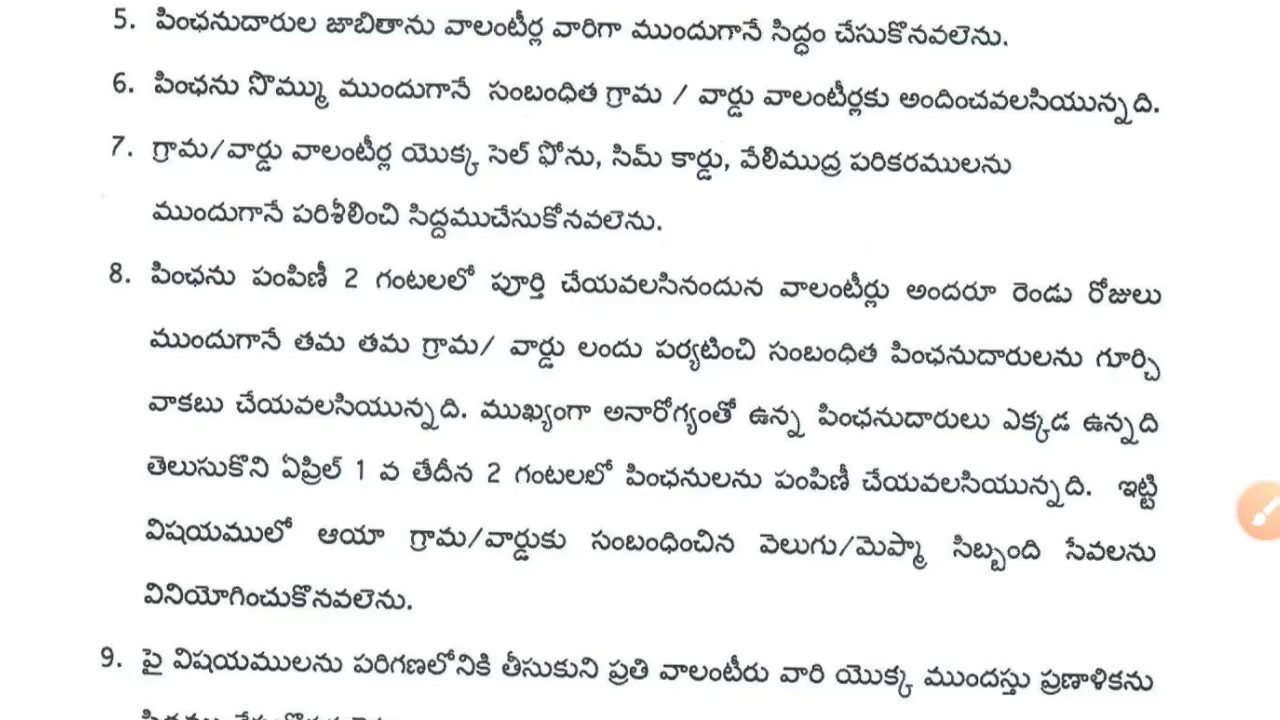 5. పింఛనుదారుల జాబితాను వాలంటీర్ల వారిగా ముందుగానే సిద్ధం చేసుకోనవలెను.
6. పింఛను సొమ్ము ముందుగానే సంబంధిత గ్రామ / వార్డు వాలంటీర్లకు అందించవలసియున్నది.
7. గ్రామ/వార్డు వాలంటీర్ల యొక్క సెల్ ఫోను, సిమ్ కార్డు, వేలిముద్ర పరికరములను
ముందుగానే పరిశీలించి సిద్దముచేసుకోనవలెను.
8. పింఛను పంపిణీ 2 గంటలలో పూర్తి చేయవలసినందున వాలంటీర్లు అందరూ రెండు రోజులు
ముందుగానే తమ తమ గ్రామ/ వార్డు లందు పర్యటించి సంబంధిత పింఛనుదారులను గూర్చి
వాకబు చేయవలసియున్నది. ముఖ్యంగా అనారోగ్యంతో ఉన్న పింఛనుదారులు ఎక్కడ ఉన్నది
తెలుసుకొని ఏప్రిల్ 1 వ తేదీన 2 గంటలలో పింఛనులను పంపిణీ చేయవలసియున్నది. ఇట్టి
విషయములో ఆయా గ్రామ/వార్డుకు సంబంధించిన వెలుగు/మెప్మా సిబ్బంది సేవలను
వినియోగించుకొనవలెను.
9. పై విషయములను పరిగణలోనికి తీసుకుని ప్రతి వాలంటీరు వారి యొక్క ముందస్తు ప్రణాళికను